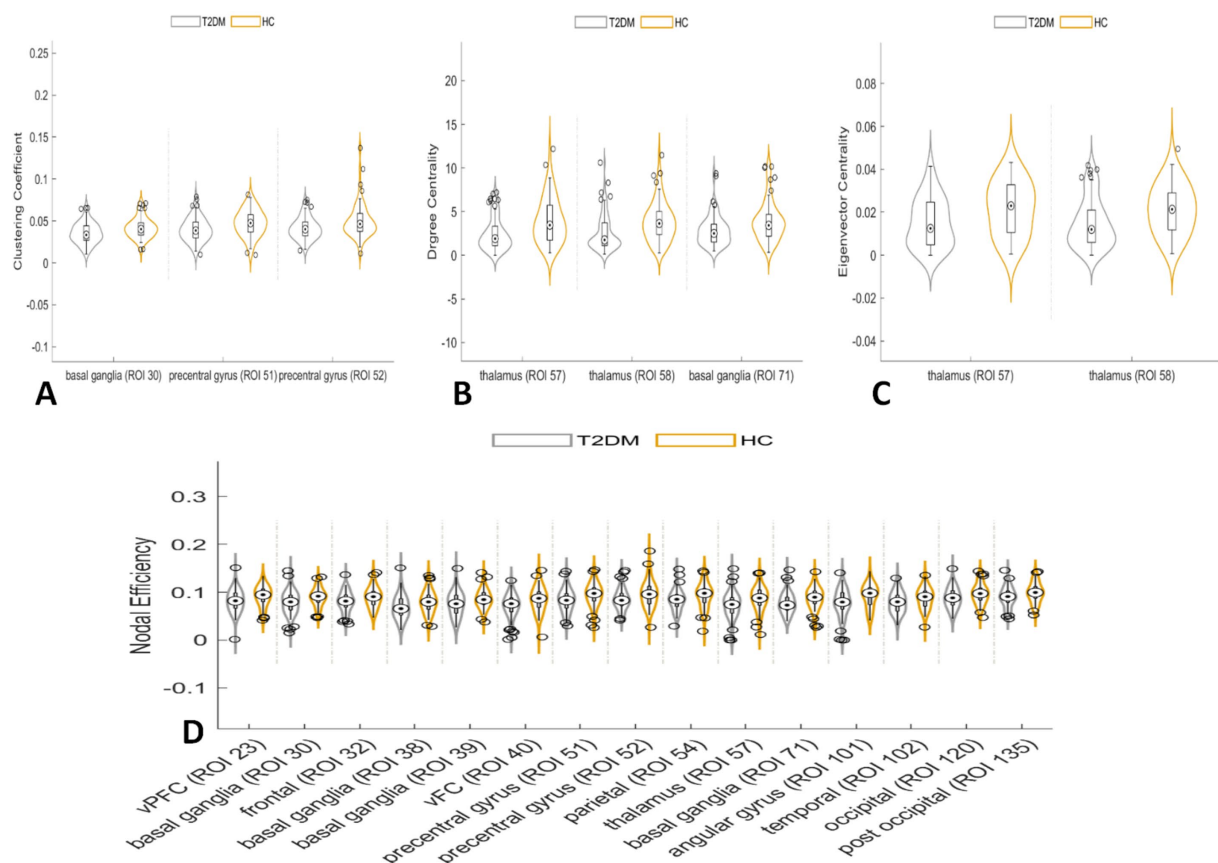 T2DM HC
0.25
0.2
0.15
0.1
0.05
0
0.05
-0.1
Clustering Coefficient
basal ganglia (ROI 30) precentral gyrus (ROI 51) precentral gyrus (ROI 52)
A
T2DM HC
20
15
10
5
0
-5
-10
Drgree Centrality
thalamus (ROI 57) thalamus (ROI 58) basal ganglia (ROI 71)
B
T2DM HC
0.08
0.06
0.04
0.02
0
-0.02
-0.04
Eigenvector Centrality
thalamus (ROI 57) thalamus (ROI 58)
C
T2DM HC
0.3
0.2
0.1
0
-0.1
Nodal Efficiency
D
vPFC (ROI 23)
basal ganglia (ROI 30)
frontal (ROI 32)
basal ganglia (ROI 38)
basal ganglia (ROI 39)
vFC (ROI 40)
precentral gyrus (ROI 51)
precentral gyrus (ROI 52)
parietal (ROI 54)
thalamus (ROI 57)
basal ganglia (ROI 71)
angular gyrus (ROI 101)
temporal (ROI 102)
occipital (ROI 120)
post occipital (ROI 135)